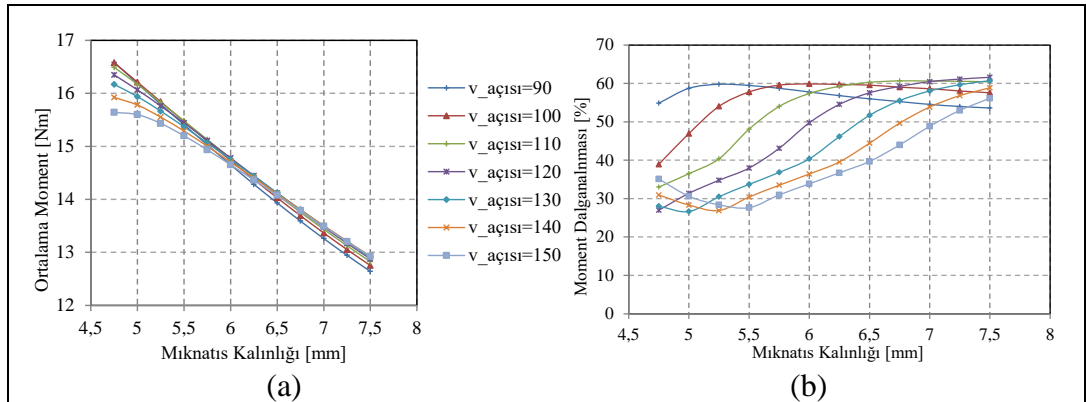 17
16
15
14
13
12
4,5 5 5,5 6 6,5 7 7,5 8
Ortalama Moment [Nm]
Mıknatıs Kalınlığı [mm]
(a)
v_açısı=90
v_açısı=100
v_açısı=110
v_açısı=120
v_açısı=130
v_açısı=140
v_açısı=150
70
60
50
40
30
20
10
0
4,5 5 5,5 6 6,5 7 7,5 8
Moment Dalganalnması [%]
Mıknatıs Kalınlığı [mm]
(b)